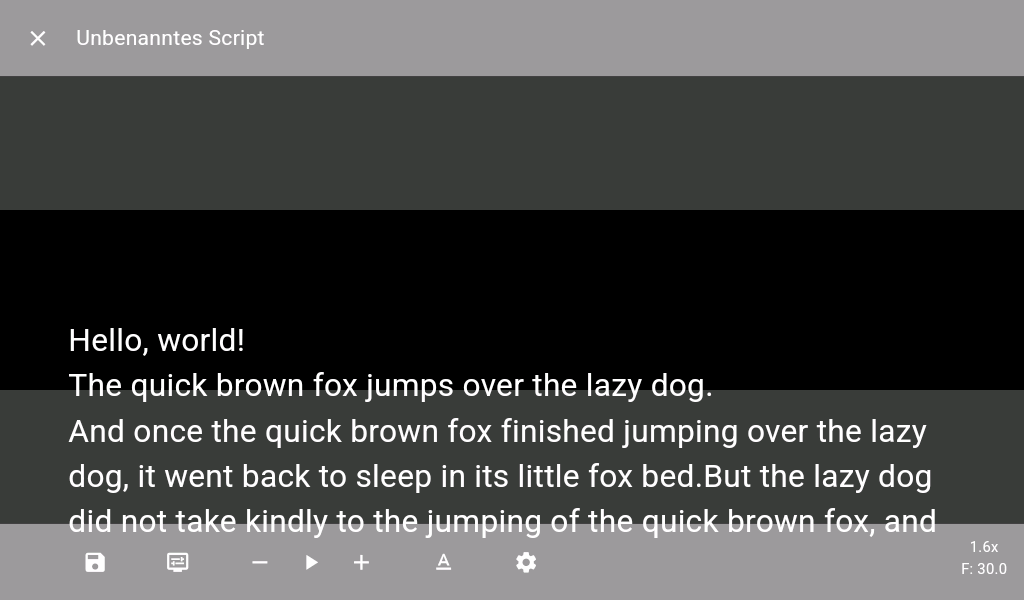 Unbenanntes Script
Hello, world!
The quick brown fox jumps over the lazy dog.
And once the quick brown fox finished jumping over the lazy
dog, it went back to sleep in its little fox bed.But the lazy dog
did not take kindly to the jumping of the quick brown fox, and
1.6x
F: 30.0